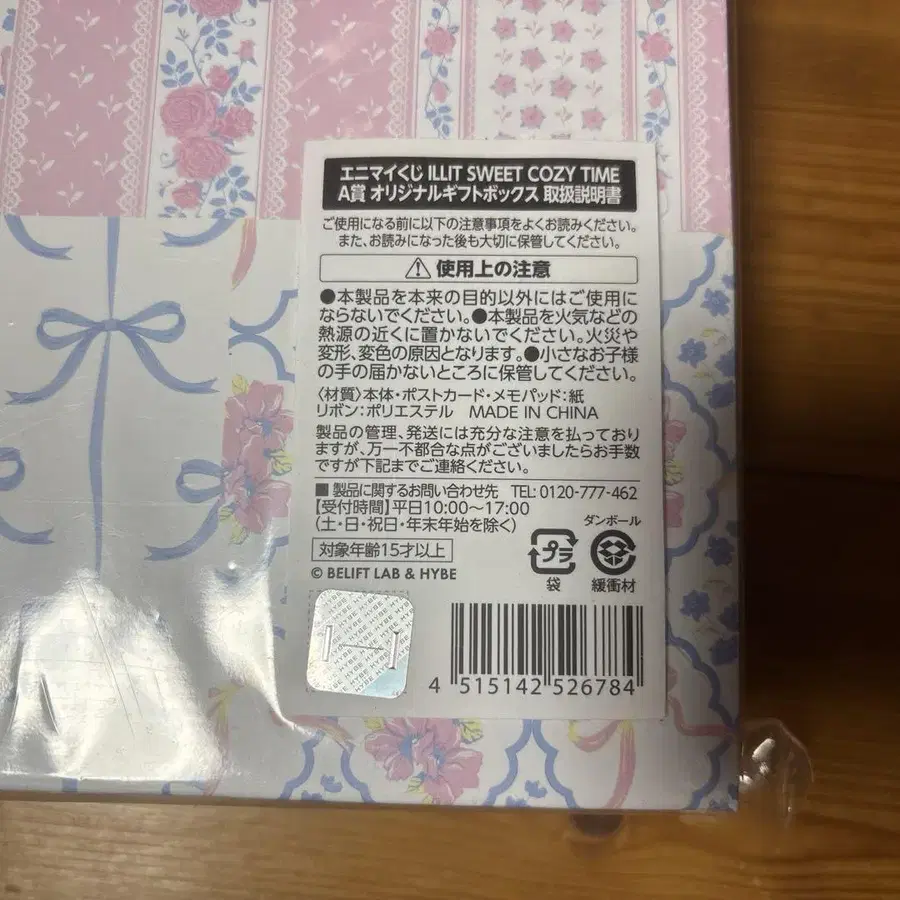 エニマイくじ ILLIT SWEET COZY TIME
A賞 オリジナルギフトボックス 取扱説明書
ご使用になる前に以下の注意事項をよくお読みください。
また、お読みになった後も大切に保管してください。
使用上の注意
●本製品を本来の目的以外にはご使用に
ならないでください。●本製品を火気などの
熱源の近くに置かないでください。火災や
変形、変色の原因となります。●小さなお子様
の手の届かないところに保管してください。
〈材質〉本体・ポストカード・メモパッド：紙
リボン：ポリエステル MADE IN CHINA
製品の管理、発送には充分な注意を払っており
ますが、万一不都合な点がございましたらお手数
ですが下記までご連絡ください。
■製品に関するお問い合わせ先 TEL: 0120-777-462
【受付時間】平日10:00～17:00
（土・日・祝日・年末年始を除く）
ダンボール
プラ
対象年齢15才以上
袋 緩衝材
© BELIFT LAB & HYBE
HYBE HYBE HYBE
4 515142 526784